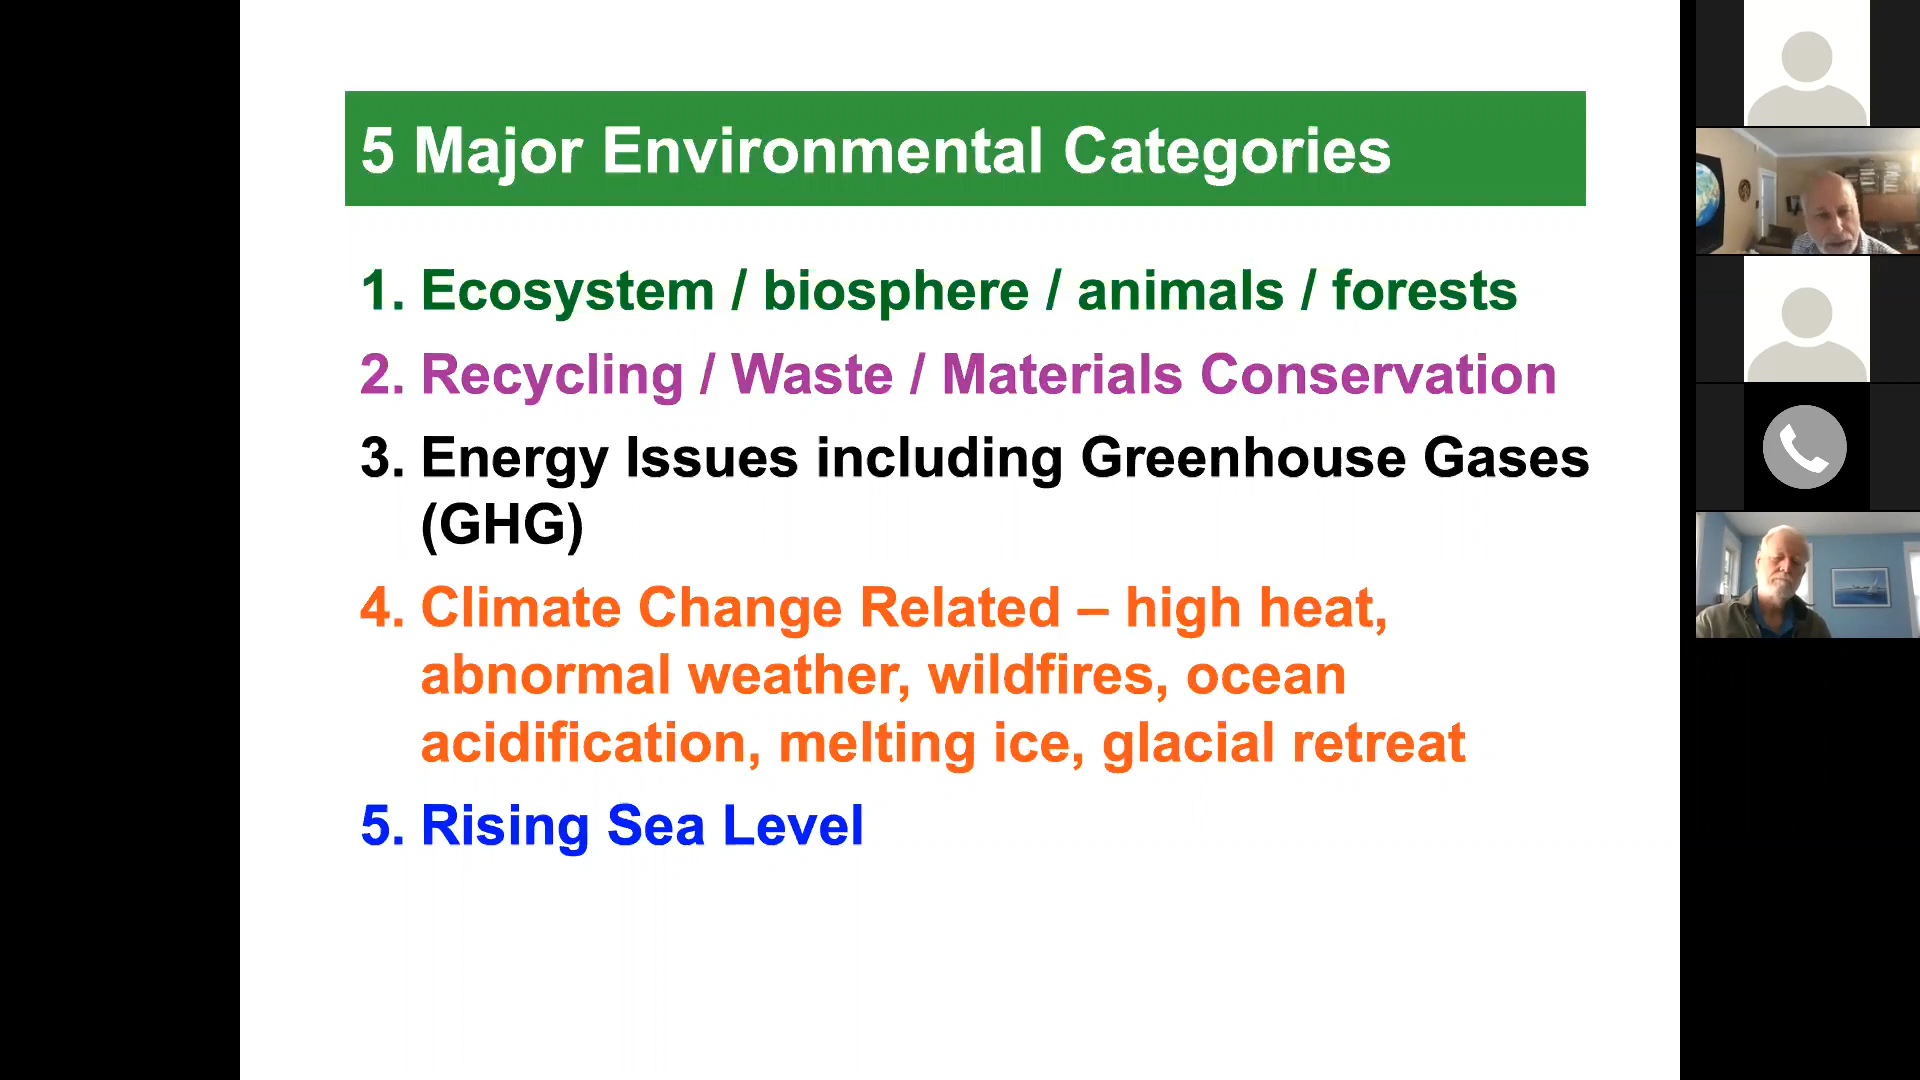 5 Major Environmental Categories
1. Ecosystem / biosphere / animals / forests
2. Recycling / Waste / Materials Conservation
3. Energy Issues including Greenhouse Gases
(GHG)
4. Climate Change Related – high heat,
abnormal weather, wildfires, ocean
acidification, melting ice, glacial retreat
5. Rising Sea Level